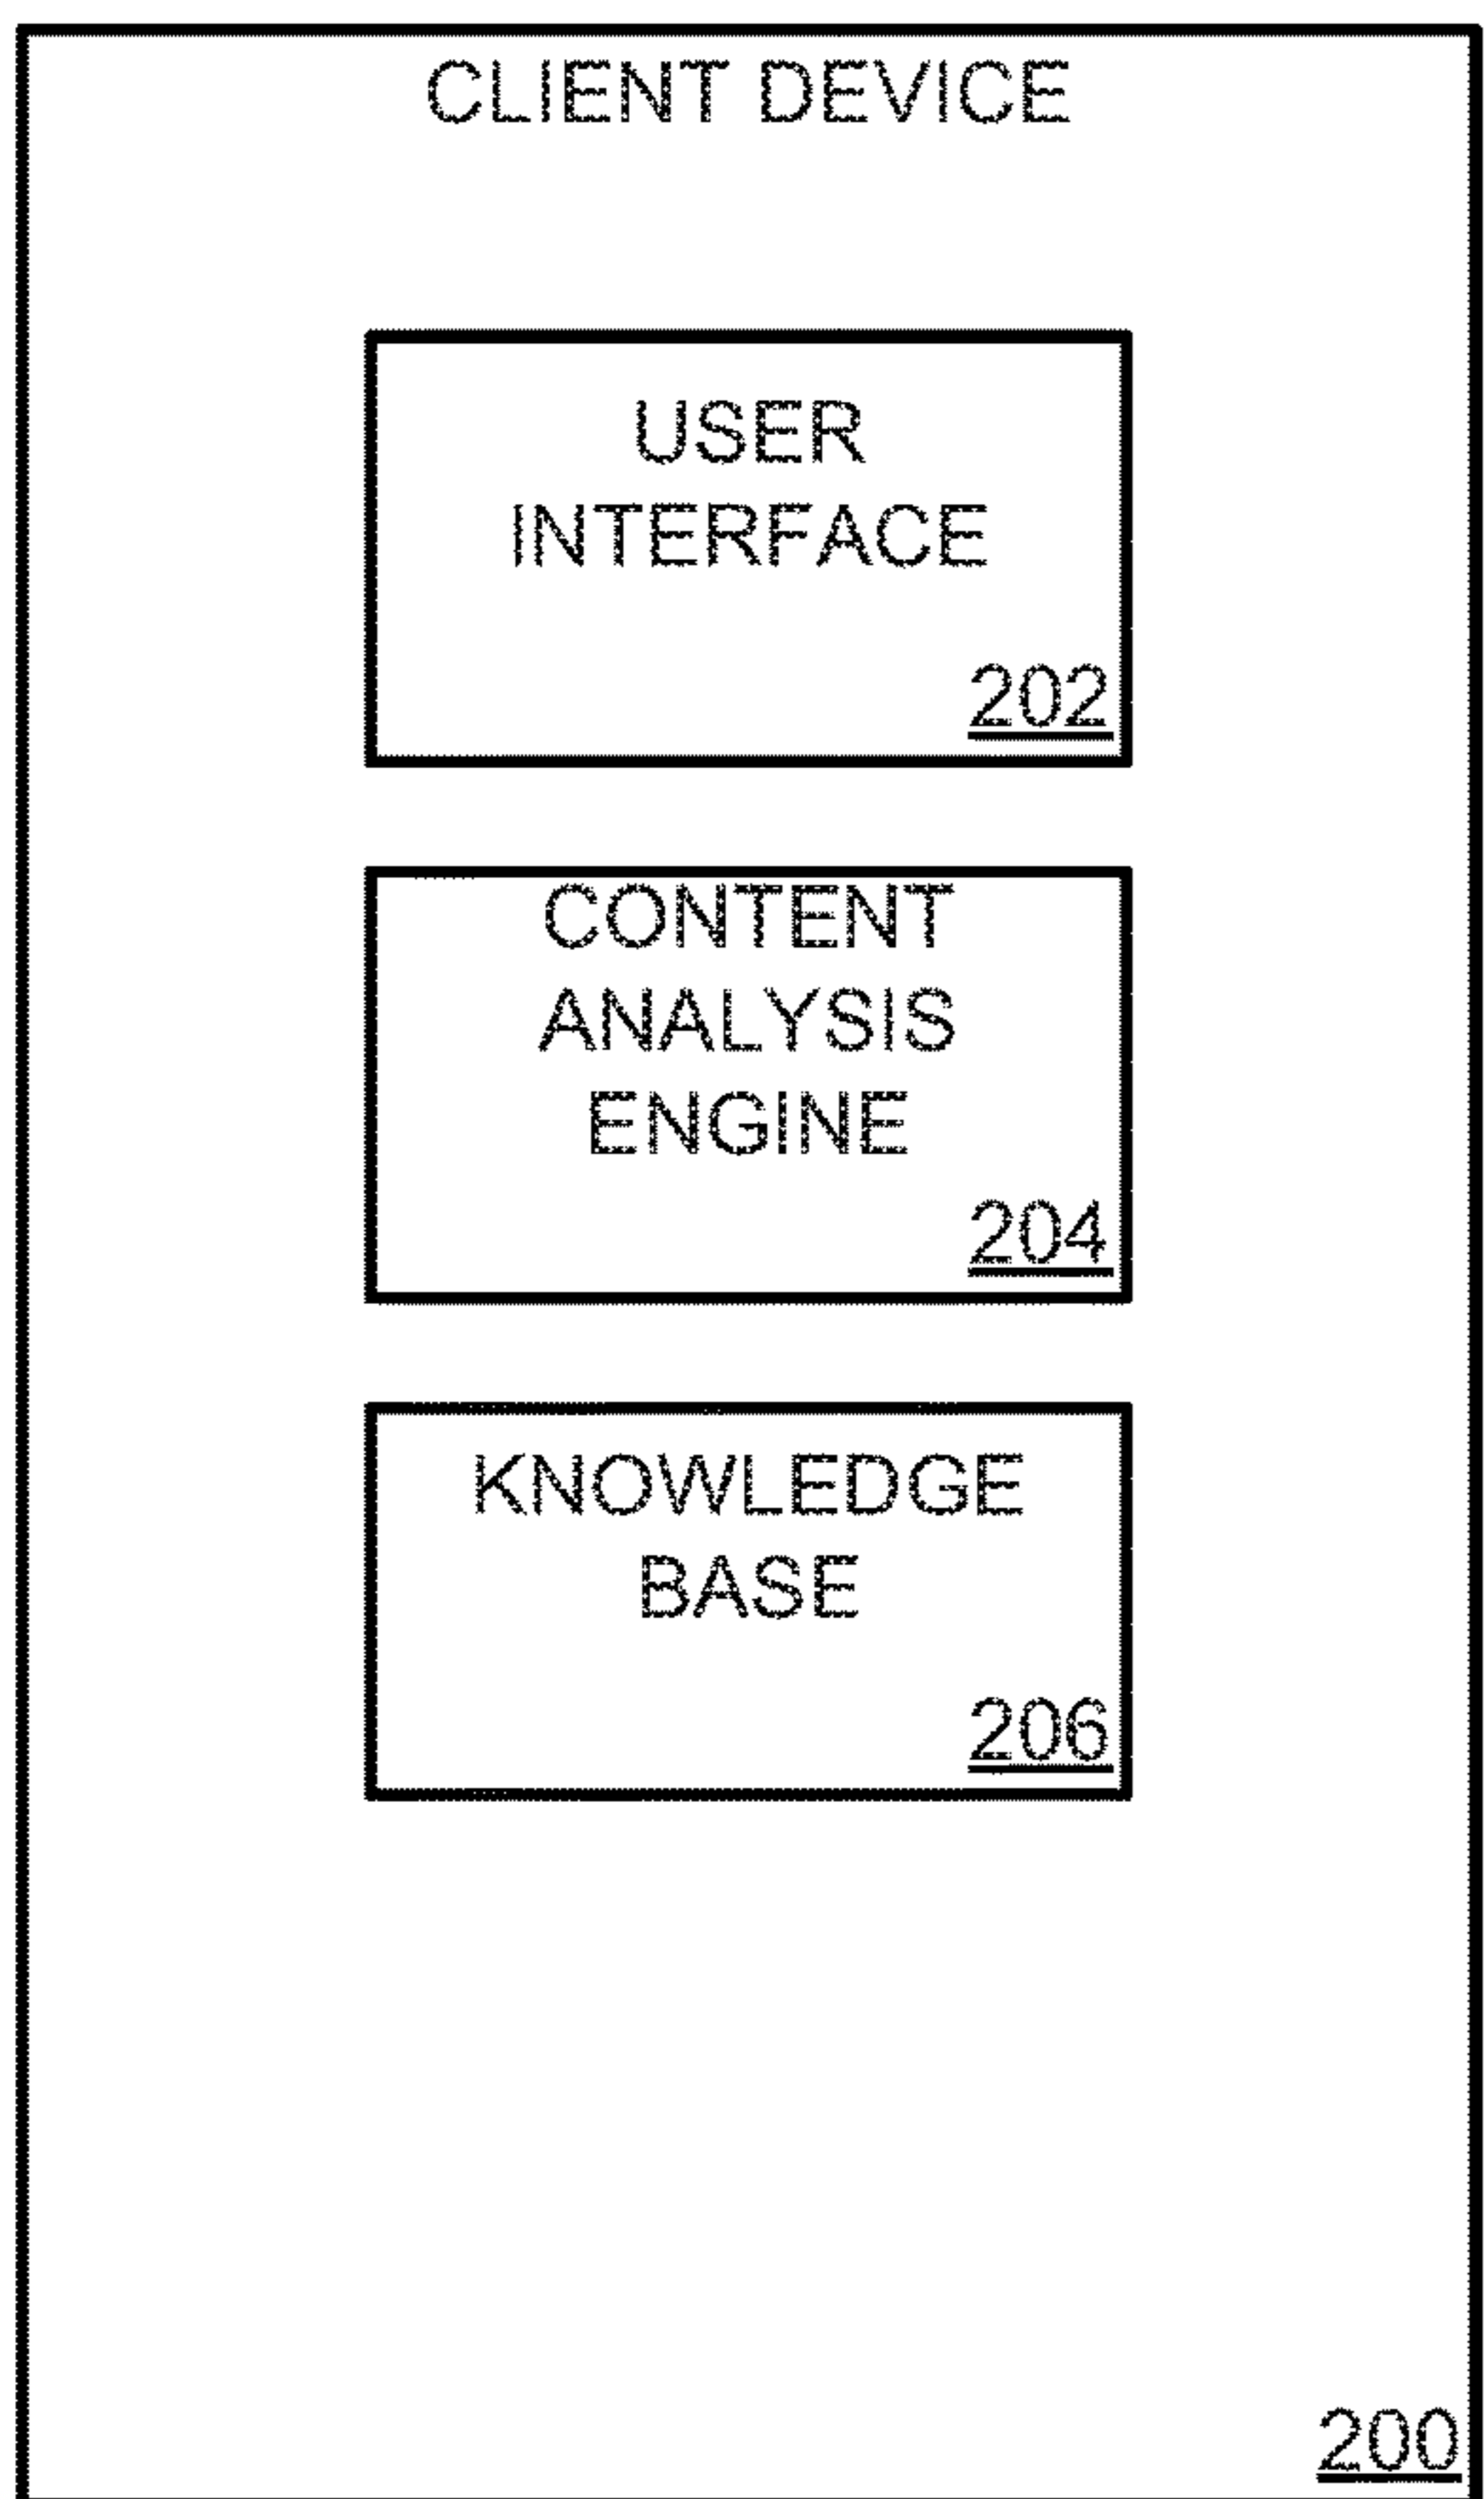 CLIENT DEVICE
USER
INTERFACE
202
CONTENT
ANALYSIS
ENGINE
204
KNOWLEDGE
BASE
206
200